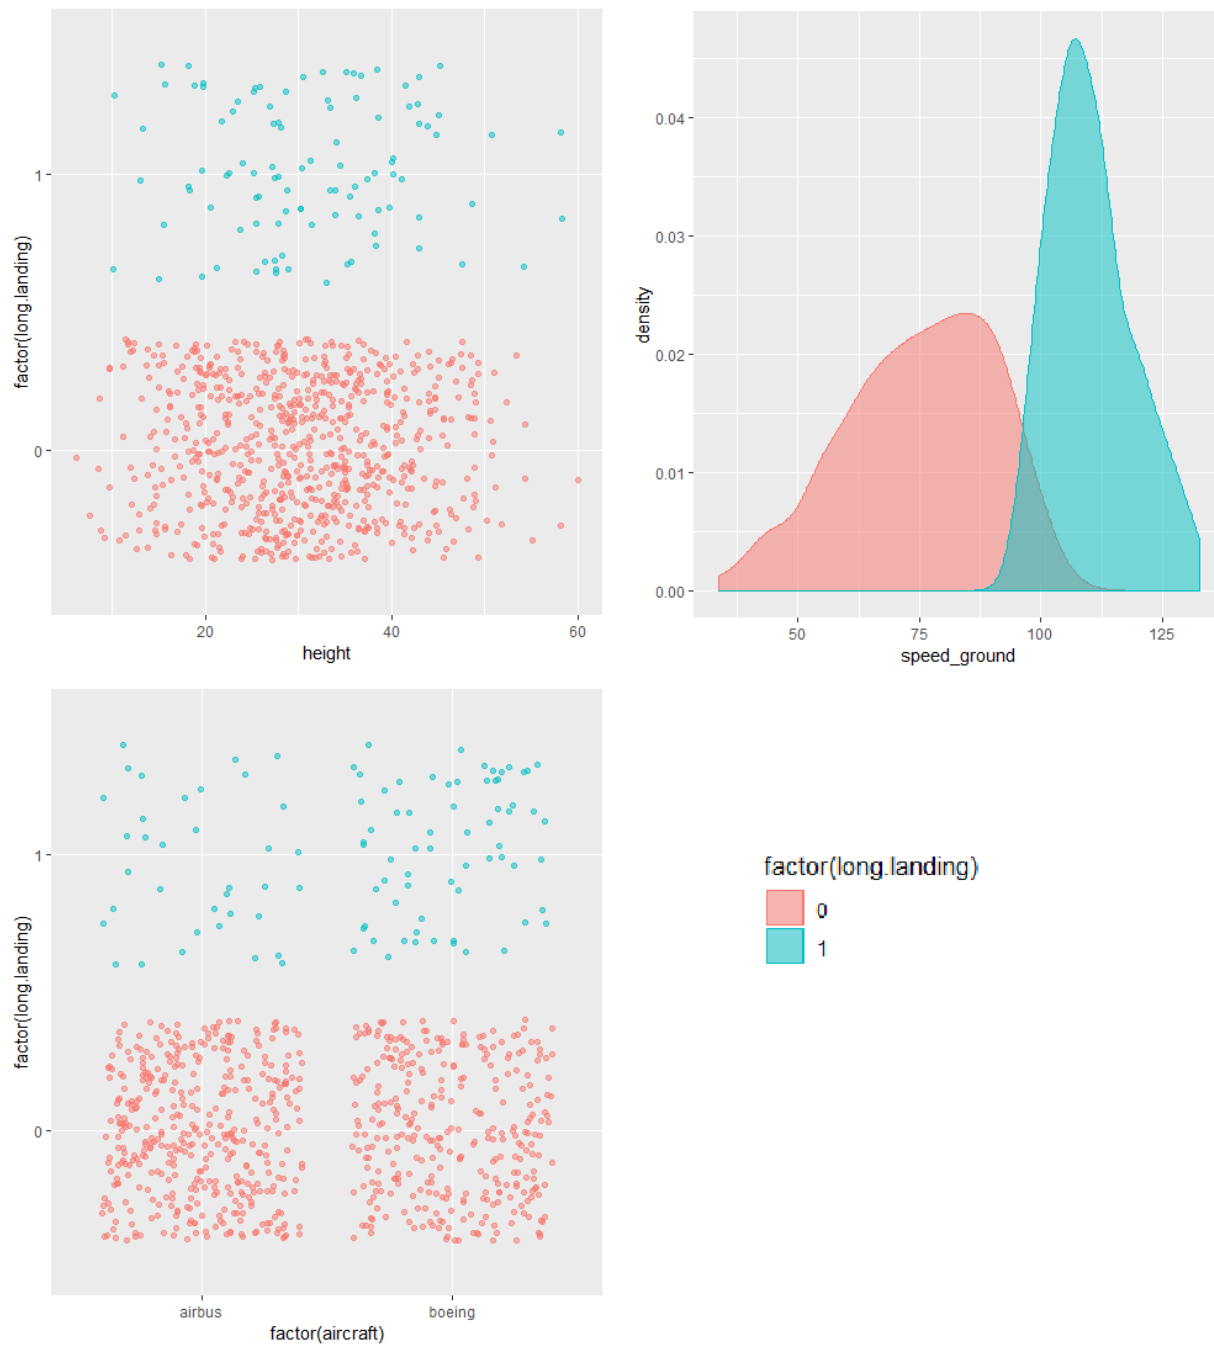 factor(long.landing)
1
0
20 40 60
height
density
0.04
0.03
0.02
0.01
0.00
50 75 100 125
speed_ground
factor(long.landing)
1
0
airbus boeing
factor(aircraft)
factor(long.landing)
0
1